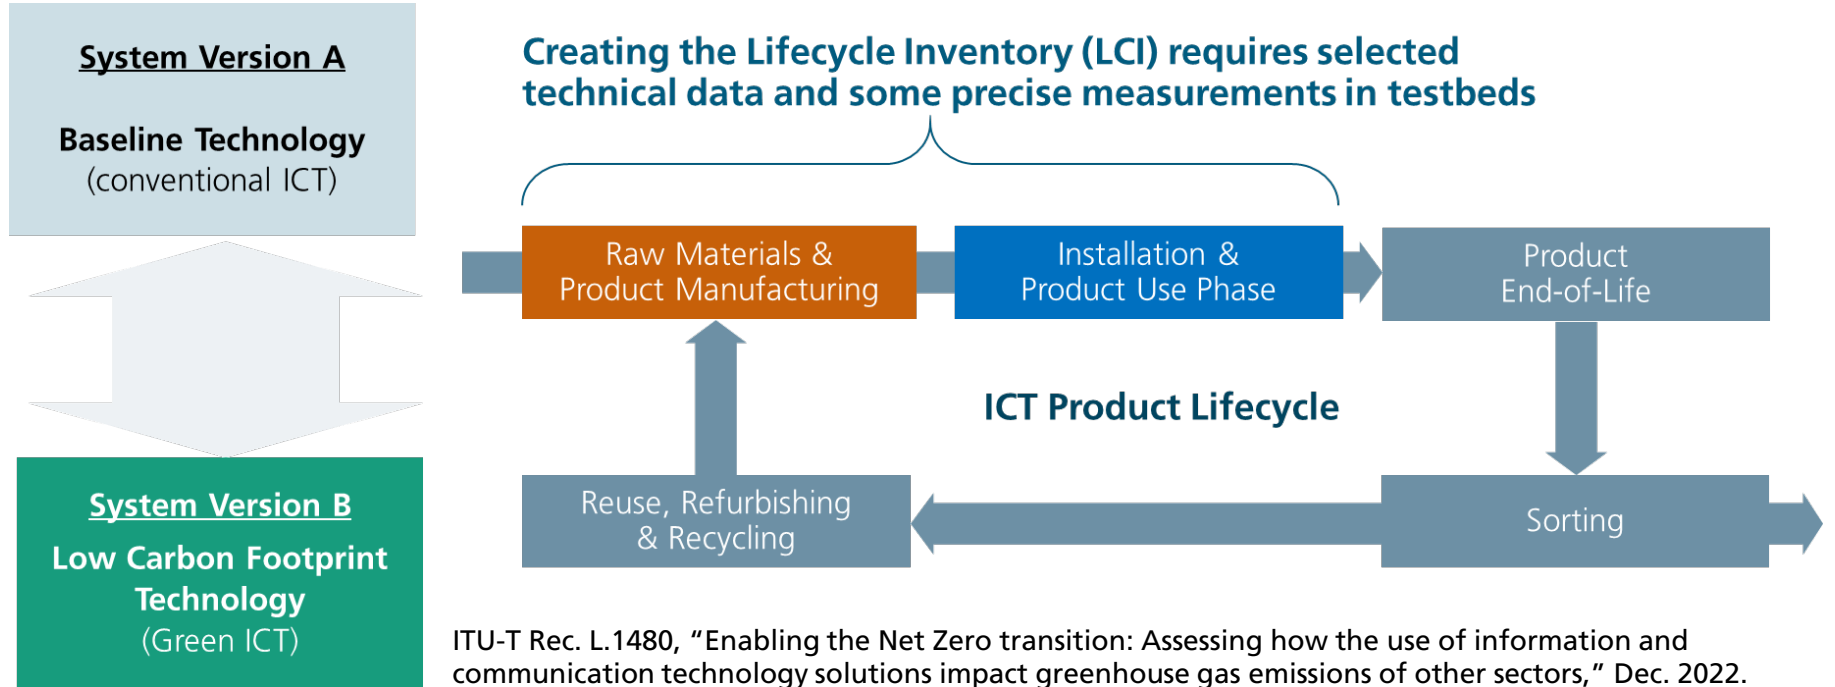 System Version A
Baseline Technology
(conventional ICT)
System Version B
Low Carbon Footprint
Technology
(Green ICT)
Creating the Lifecycle Inventory (LCI) requires selected
technical data and some precise measurements in testbeds
Raw Materials &
Product Manufacturing
Installation &
Product Use Phase
Product
End-of-Life
ICT Product Lifecycle
Reuse, Refurbishing
& Recycling
Sorting
ITU-T Rec. L.1480, “Enabling the Net Zero transition: Assessing how the use of information and
communication technology solutions impact greenhouse gas emissions of other sectors,” Dec. 2022.